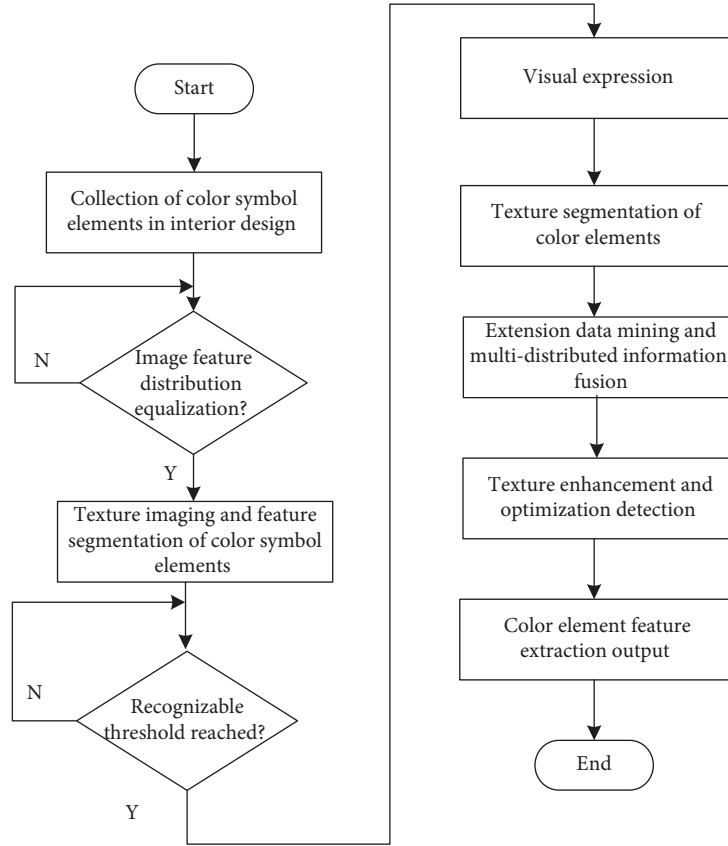 Start
Collection of color symbol
elements in interior design
N
Image feature
distribution
equalization?
Y
Texture imaging and feature
segmentation of color symbol
elements
N
Recognizable
threshold reached?
Y
Visual expression
Texture segmentation of
color elements
Extension data mining and
multi-distributed information
fusion
Texture enhancement and
optimization detection
Color element feature
extraction output
End